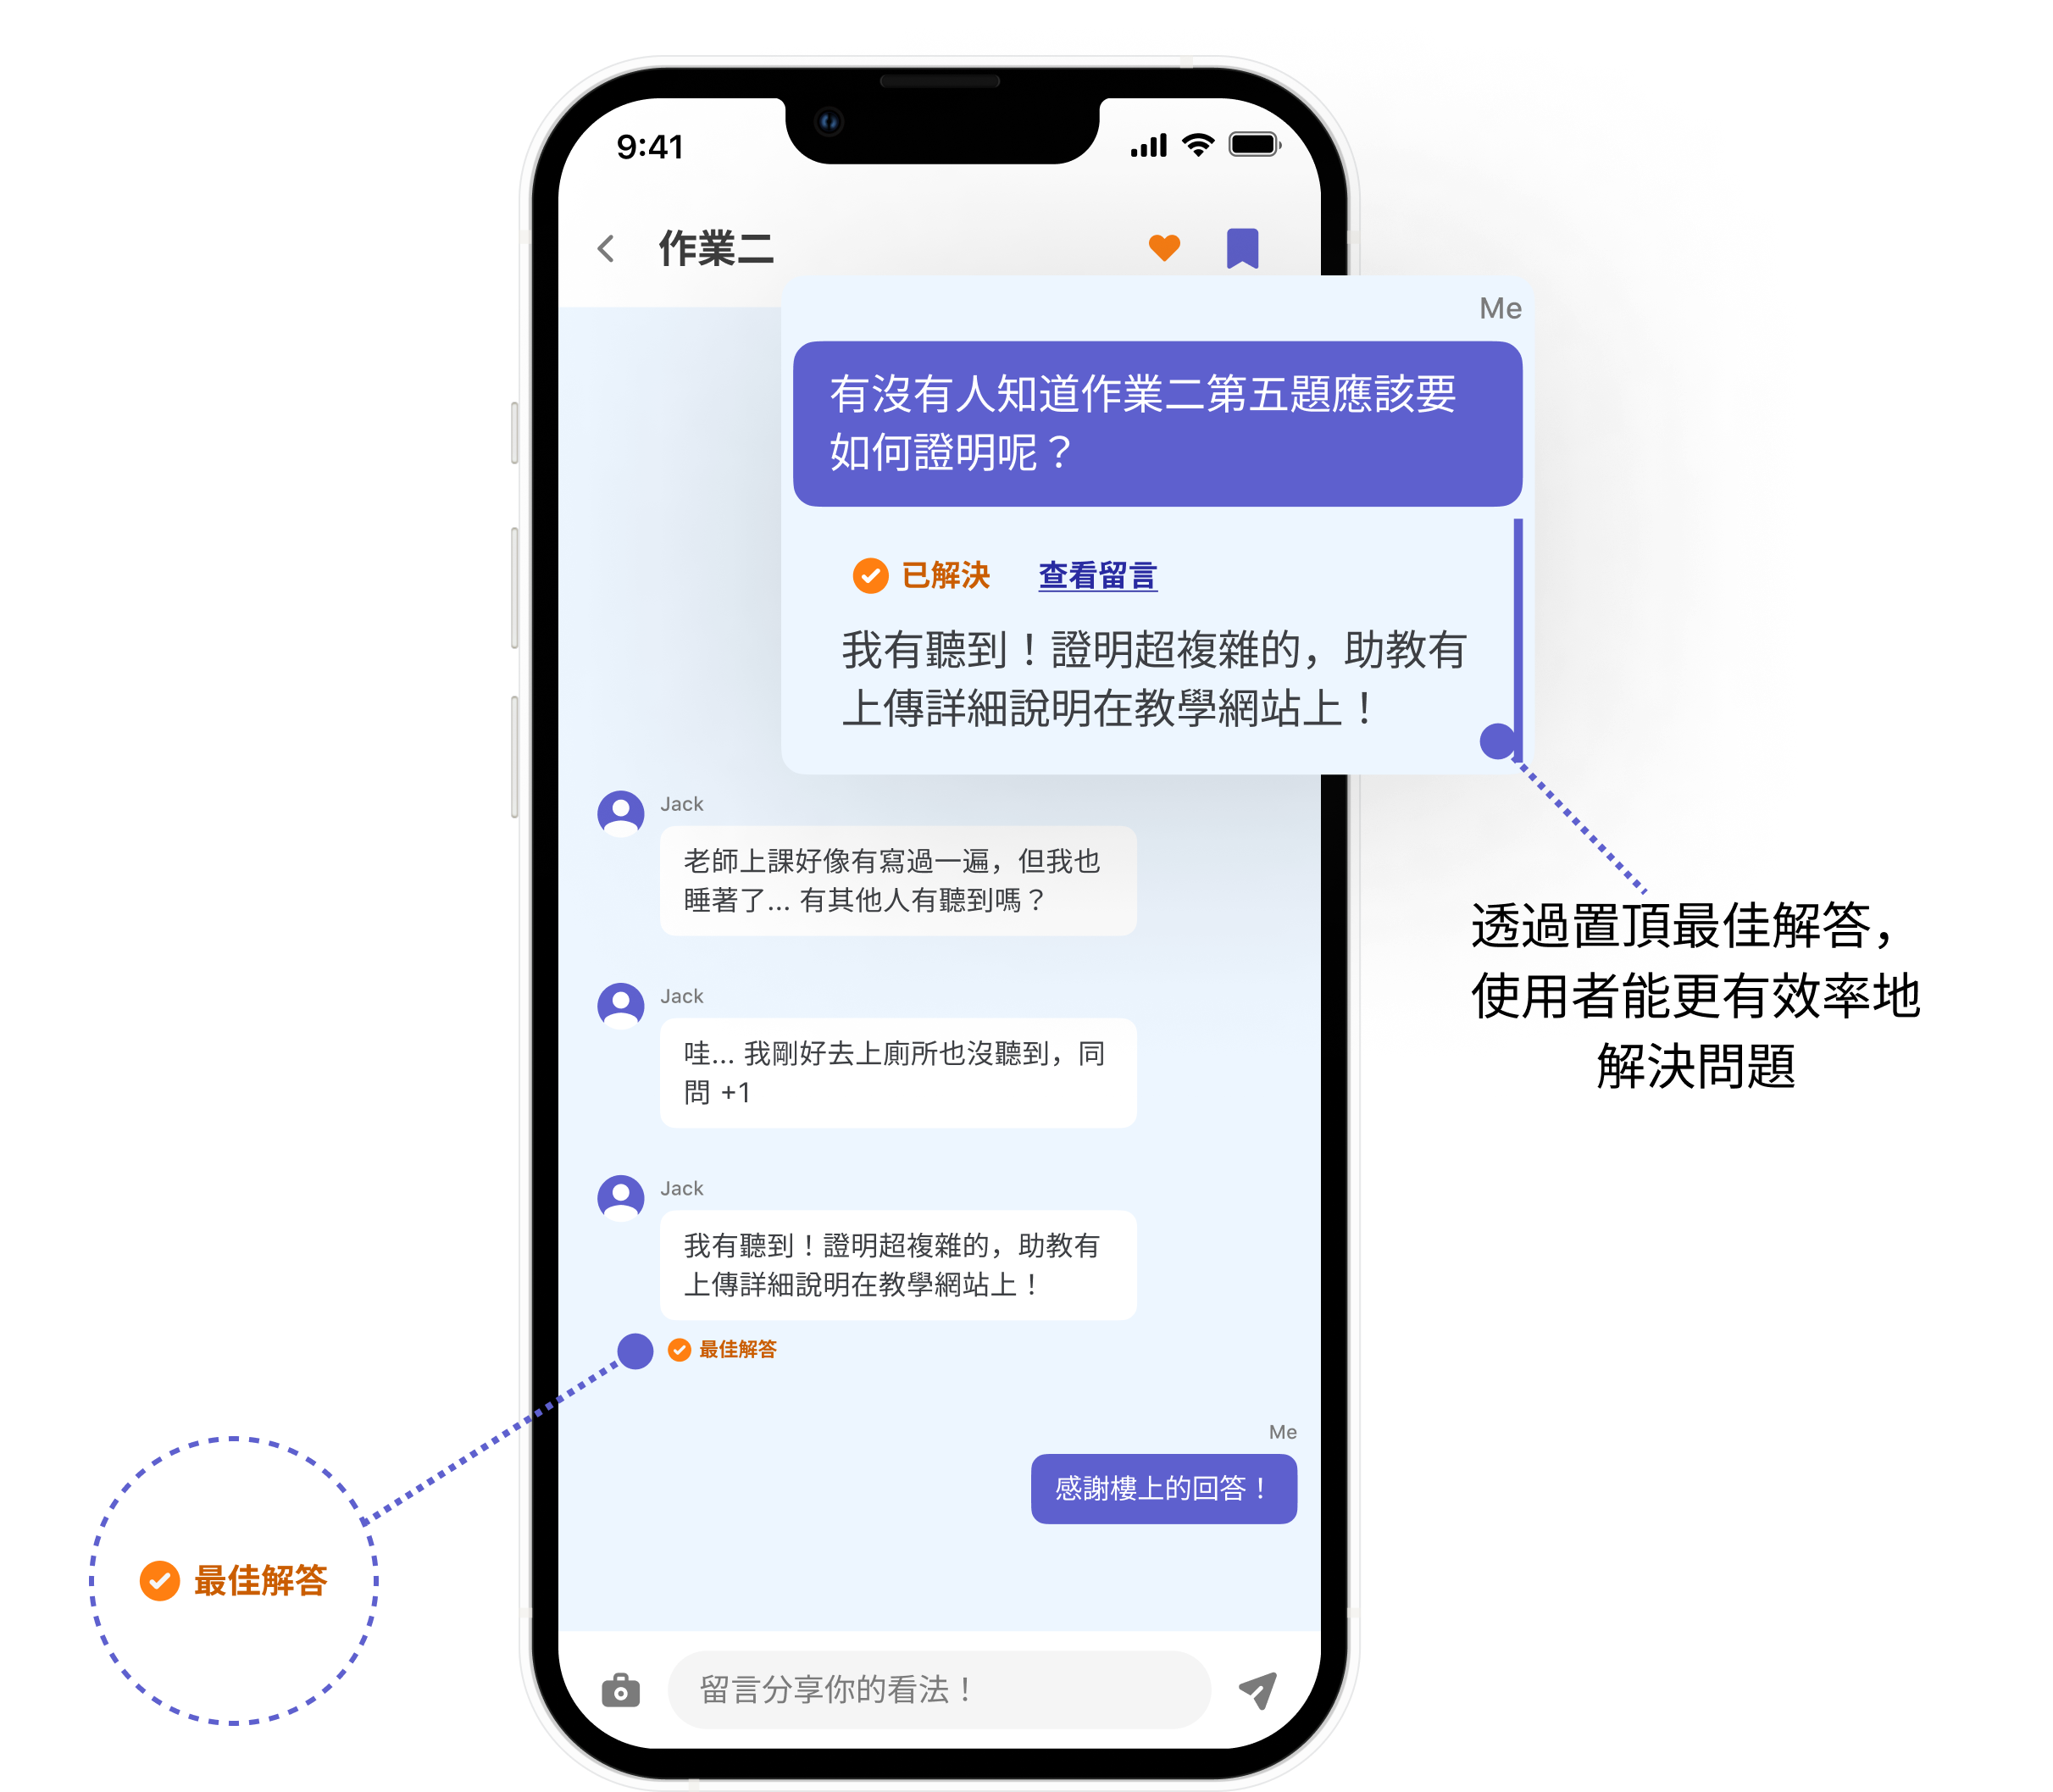 9:41
作業二
Me
有沒有人知道作業二第五題應該要
如何證明呢？
已解決 查看留言
我有聽到！證明超複雜的，助教有
上傳詳細說明在教學網站上！
Jack
老師上課好像有寫過一遍，但我也
睡著了... 有其他人有聽到嗎？
透過置頂最佳解答，
使用者能更有效率地
解決問題
Jack
哇... 我剛好去上廁所也沒聽到，同
問 +1
Jack
我有聽到！證明超複雜的，助教有
上傳詳細說明在教學網站上！
最佳解答
Me
感謝樓上的回答！
最佳解答
留言分享你的看法！